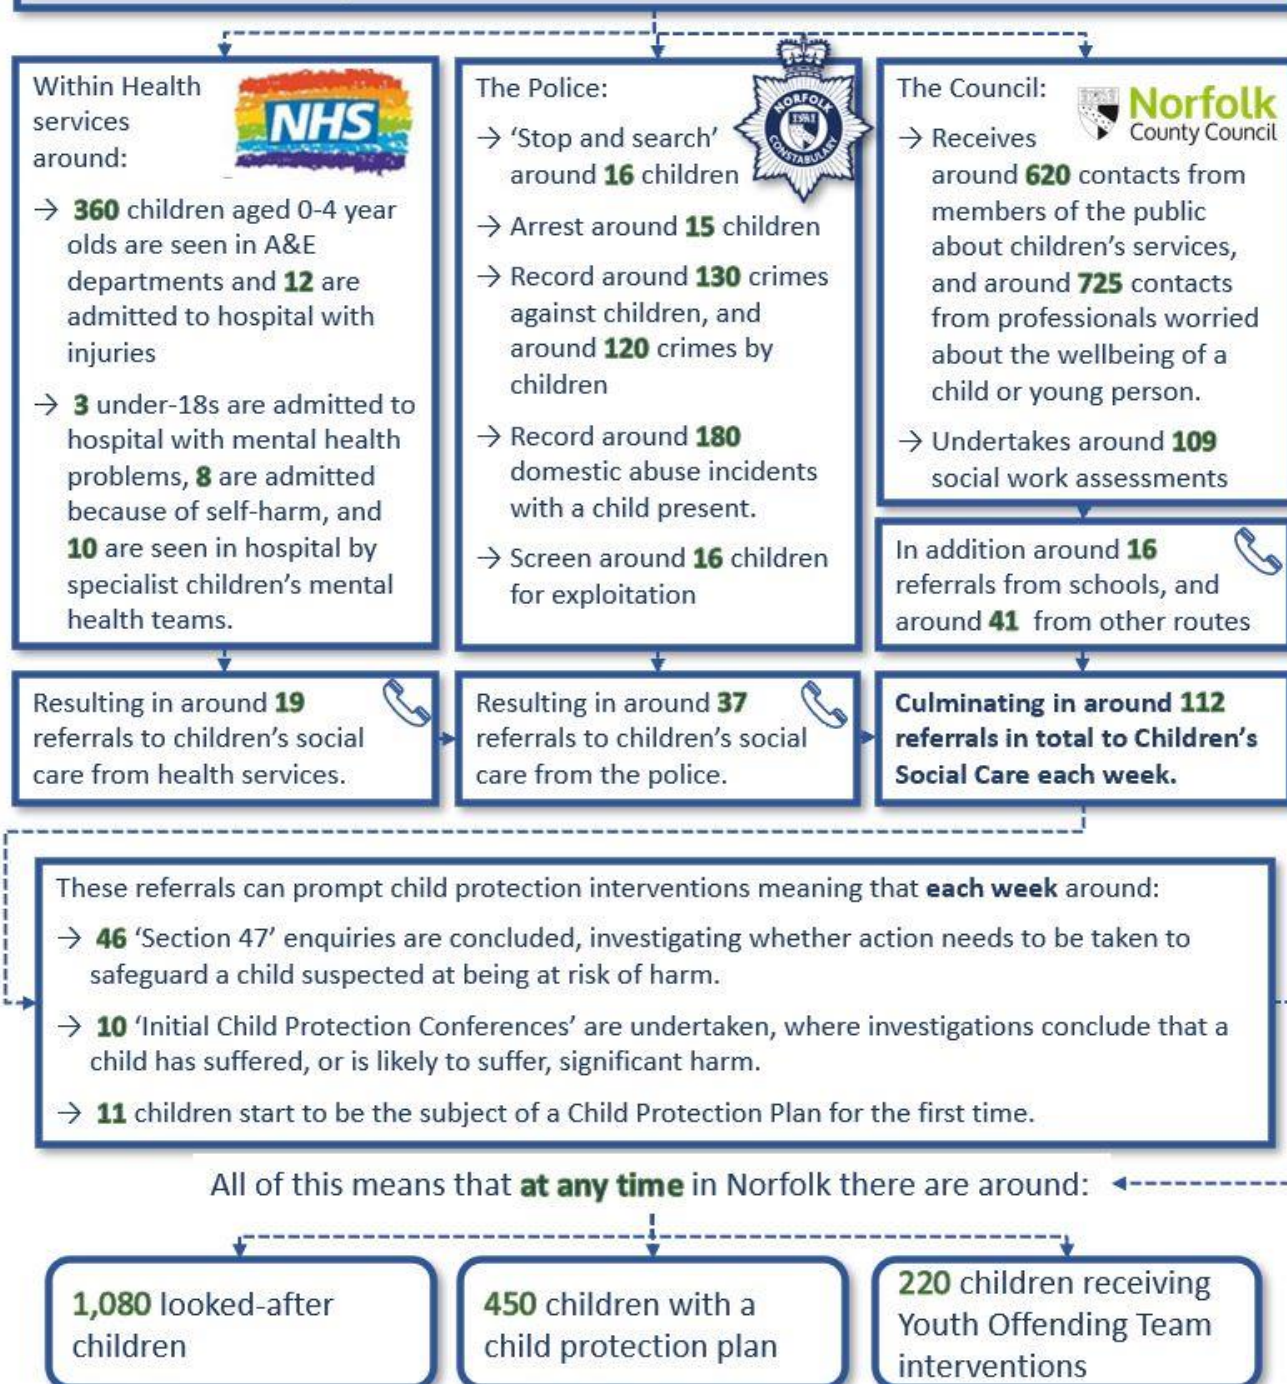 Within Health
services
around:
NHS
→ 360 children aged 0-4 year
olds are seen in A&E
departments and 12 are
admitted to hospital with
injuries
→ 3 under-18s are admitted to
hospital with mental health
problems, 8 are admitted
because of self-harm, and
10 are seen in hospital by
specialist children's mental
health teams.
The Police:
NORFOLK
CONSTABULARY
→ 'Stop and search'
around 16 children
→ Arrest around 15 children
→ Record around 130 crimes
against children, and
around 120 crimes by
children
→ Record around 180
domestic abuse incidents
with a child present.
→ Screen around 16 children
for exploitation
The Council:
Norfolk
County Council
→ Receives
around 620 contacts from
members of the public
about children's services,
and around 725 contacts
from professionals worried
about the wellbeing of a
child or young person.
→ Undertakes around 109
social work assessments
In addition around 16
referrals from schools, and
around 41 from other routes
Resulting in around 19
referrals to children's social
care from health services.
Resulting in around 37
referrals to children's social
care from the police.
Culminating in around 112
referrals in total to Children's
Social Care each week.
These referrals can prompt child protection interventions meaning that each week around:
→ 46 'Section 47' enquiries are concluded, investigating whether action needs to be taken to
safeguard a child suspected at being at risk of harm.
→ 10 'Initial Child Protection Conferences' are undertaken, where investigations conclude that a
child has suffered, or is likely to suffer, significant harm.
→ 11 children start to be the subject of a Child Protection Plan for the first time.
All of this means that at any time in Norfolk there are around:
1,080 looked-after
children
450 children with a
child protection plan
220 children receiving
Youth Offending Team
interventions